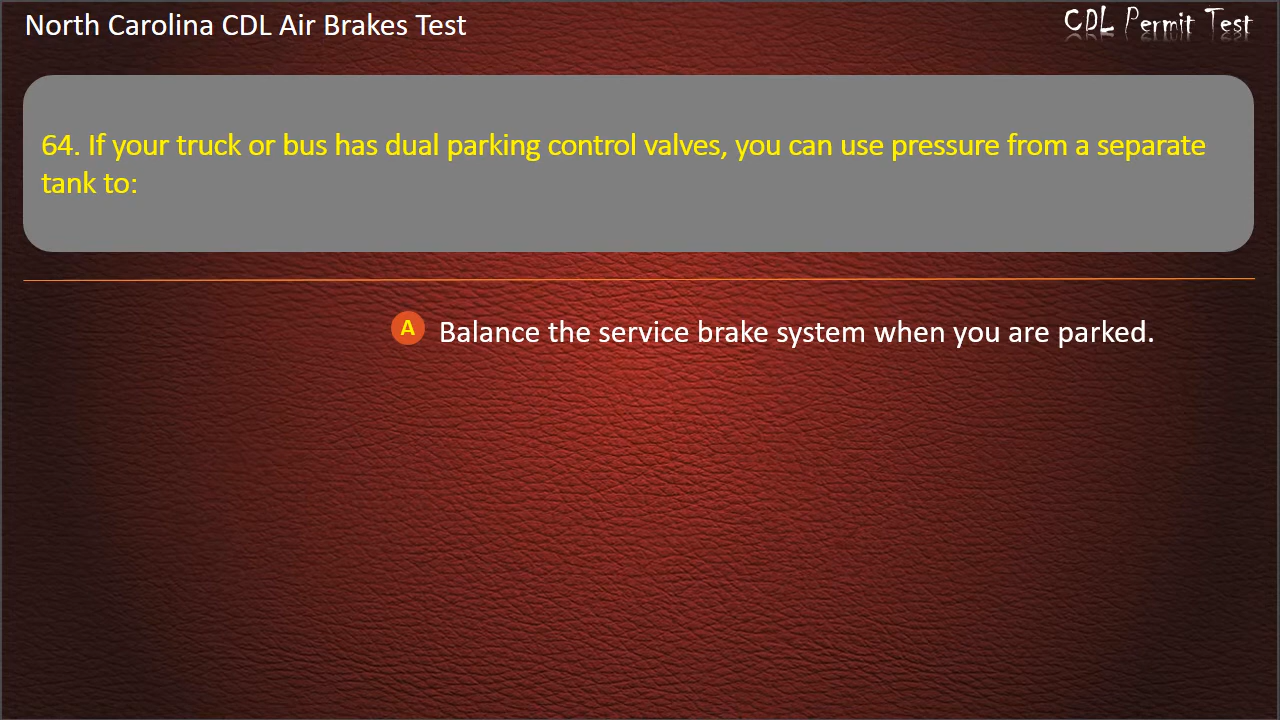 North Carolina CDL Air Brakes Test
CDL Permit Test
64. If your truck or bus has dual parking control valves, you can use pressure from a separate
tank to:
A Balance the service brake system when you are parked.